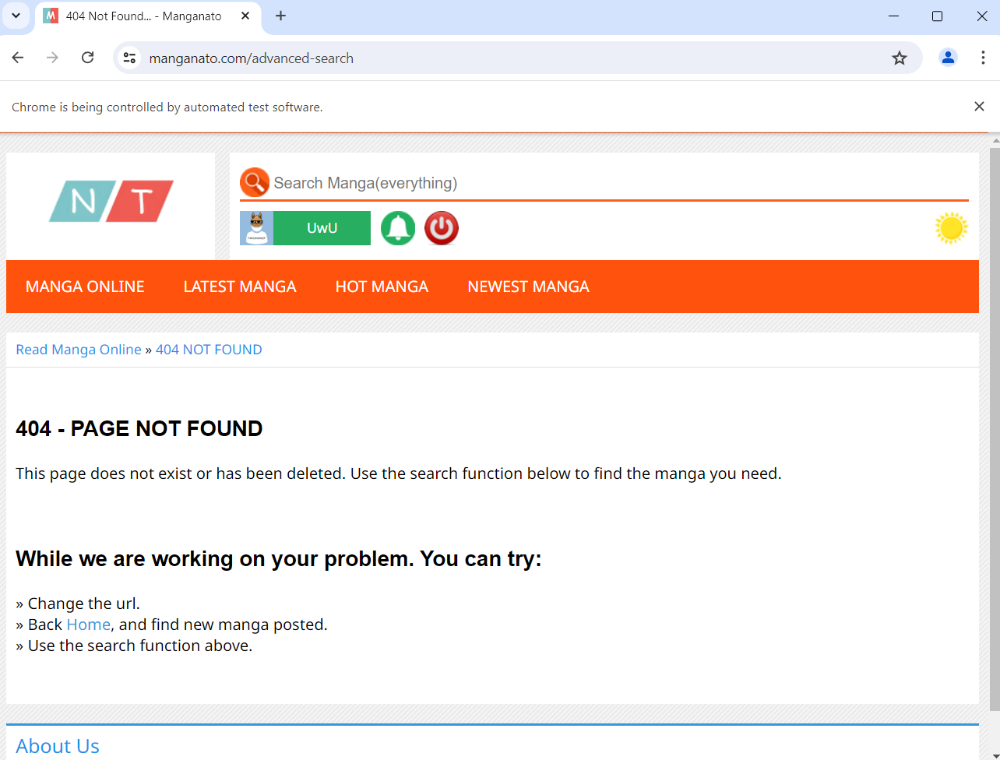 404 Not Found... - Manganato
manganato.com/advanced-search
Chrome is being controlled by automated test software.
N T
Search Manga(everything)
UwU
MANGA ONLINE LATEST MANGA HOT MANGA NEWEST MANGA
Read Manga Online » 404 NOT FOUND
404 - PAGE NOT FOUND
This page does not exist or has been deleted. Use the search function below to find the manga you need.
While we are working on your problem. You can try:
» Change the url.
» Back Home, and find new manga posted.
» Use the search function above.
About Us